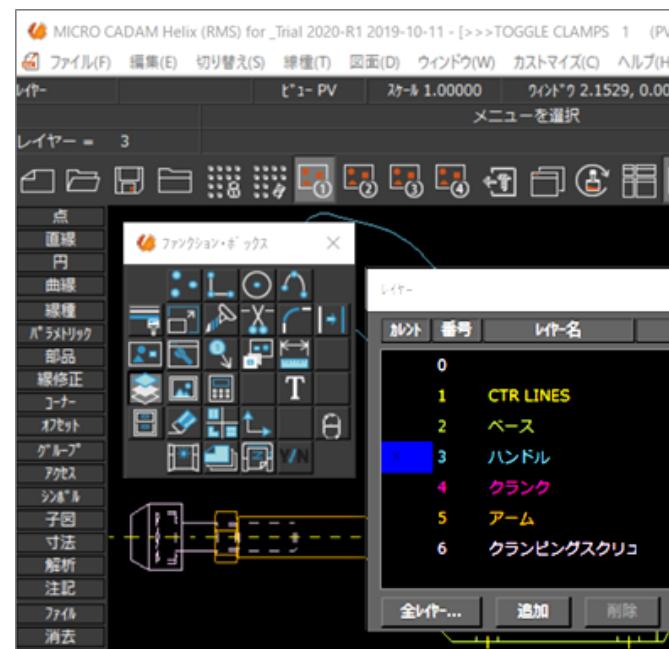 MICRO CADAM Helix (RMS) for _Trial 2020-R1 2019-10-11 - [>>>TOGGLE CLAMPS 1 (PV
ファイル(F) 編集(E) 切り替え(S) 線種(T) 図面(D) ウィンドウ(W) カストマイズ(C) ヘルプ(H
ﾚｲﾔｰ ﾋﾞｭｰ PV ｽｹｰﾙ 1.00000 ｳｨﾝﾄﾞｳ 2.1529, 0.00
メニューを選択
レイヤー = 3
点
直線
円
曲線
線種
ﾊﾟﾗﾒﾄﾘｯｸ
部品
線修正
ｺｰﾅｰ
ｵﾌｾｯﾄ
ｸﾞﾙｰﾌﾟ
ｱｸｾｽ
ｼﾝﾎﾞﾙ
子図
寸法
解析
注記
ﾌｧｲﾙ
消去
ﾌｧﾝｸｼｮﾝ・ﾎﾞｯｸｽ
T
Y/N
ﾚｲﾔｰ
ｶﾚﾝﾄ 番号 ﾚｲﾔｰ名
0
1 CTR LINES
2 ベース
3 ハンドル
4 クランク
5 アーム
6 クランピングスクリュ
全ﾚｲﾔｰ... 追加 削除